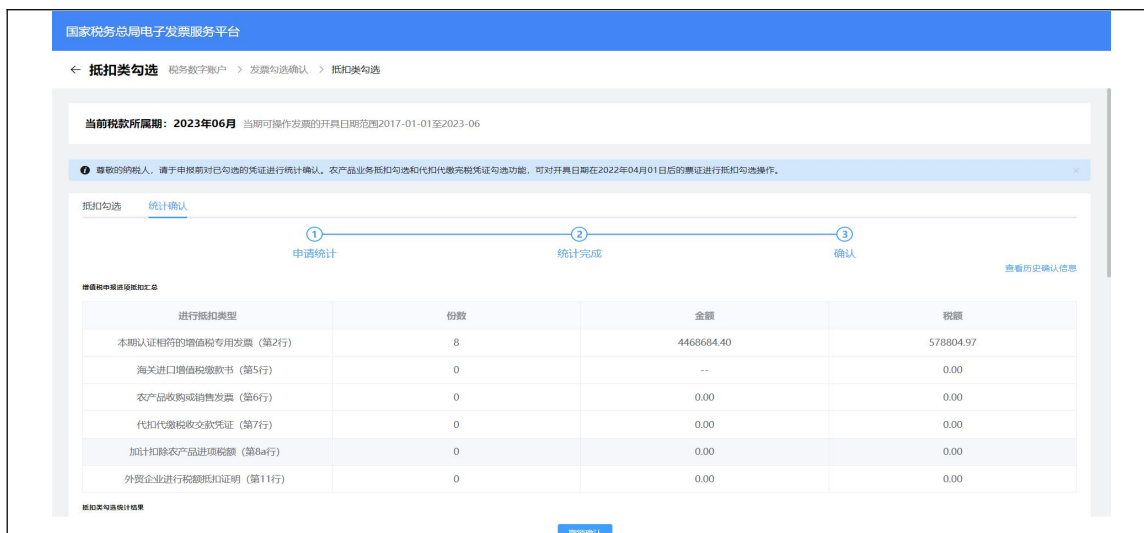 国家税务总局电子发票服务平台
← 抵扣类勾选 税务数字账户 > 发票勾选确认 > 抵扣类勾选
当前税款所属期：2023年06月 当期可操作发票的开具日期范围2017-01-01至2023-06
尊敬的纳税人，请于申报前对已勾选的凭证进行统计确认。农产品业务抵扣勾选和代扣代缴完税凭证勾选功能，可对开具日期在2022年04月01日后的票证进行抵扣勾选操作。 ×
抵扣勾选 统计确认
1 2 3
申请统计 统计完成 确认
查看历史确认信息
增值税申报进项抵扣汇总
进行抵扣类型 份数 金额 税额
本期认证相符的增值税专用发票（第2行） 8 4468684.40 578804.97
海关进口增值税缴款书（第5行） 0 -- 0.00
农产品收购或销售发票（第6行） 0 0.00 0.00
代扣代缴税收交款凭证（第7行） 0 0.00 0.00
加计扣除农产品进项税额（第8a行） 0 0.00 0.00
外贸企业进行税额抵扣证明（第11行） 0 0.00 0.00
抵扣类勾选统计结果